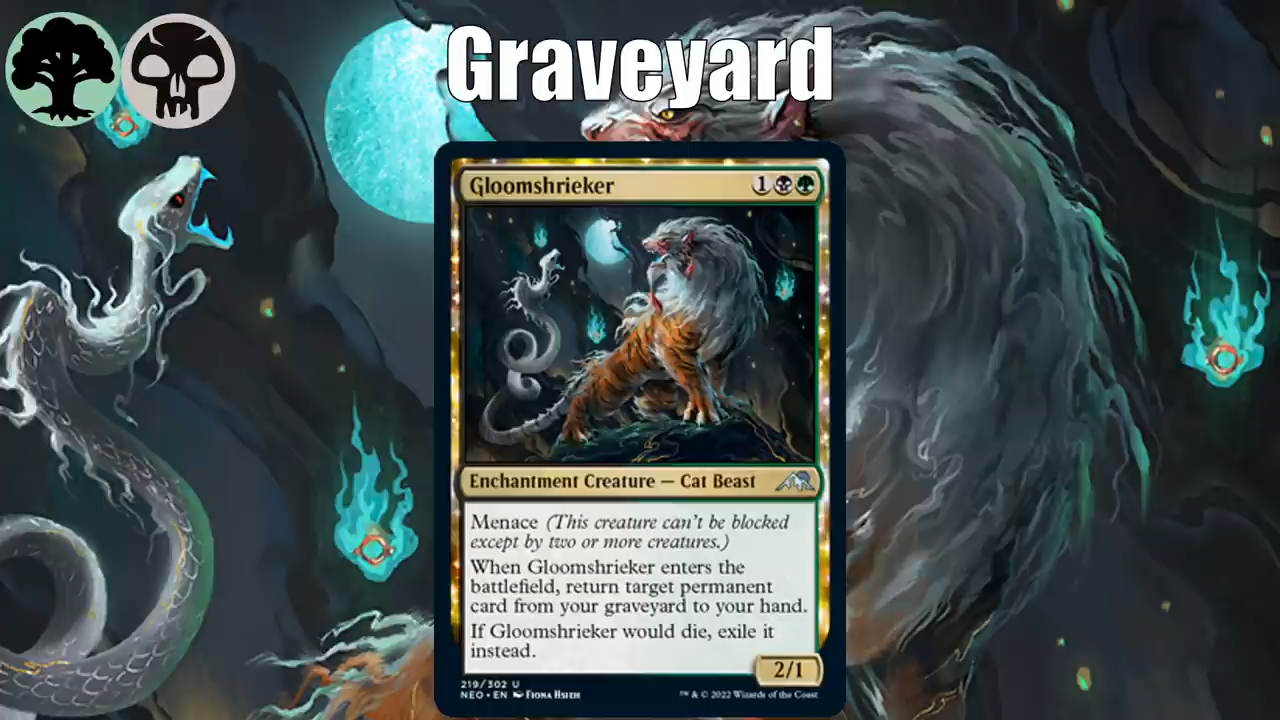 Graveyard
Gloomshrieker 1
Enchantment Creature — Cat Beast
Menace (This creature can't be blocked
except by two or more creatures.)
When Gloomshrieker enters the
battlefield, return target permanent
card from your graveyard to your hand.
If Gloomshrieker would die, exile it
instead.
2/1
219/302 U
NEO • EN Fiona Hsieh
™ & © 2022 Wizards of the Coast